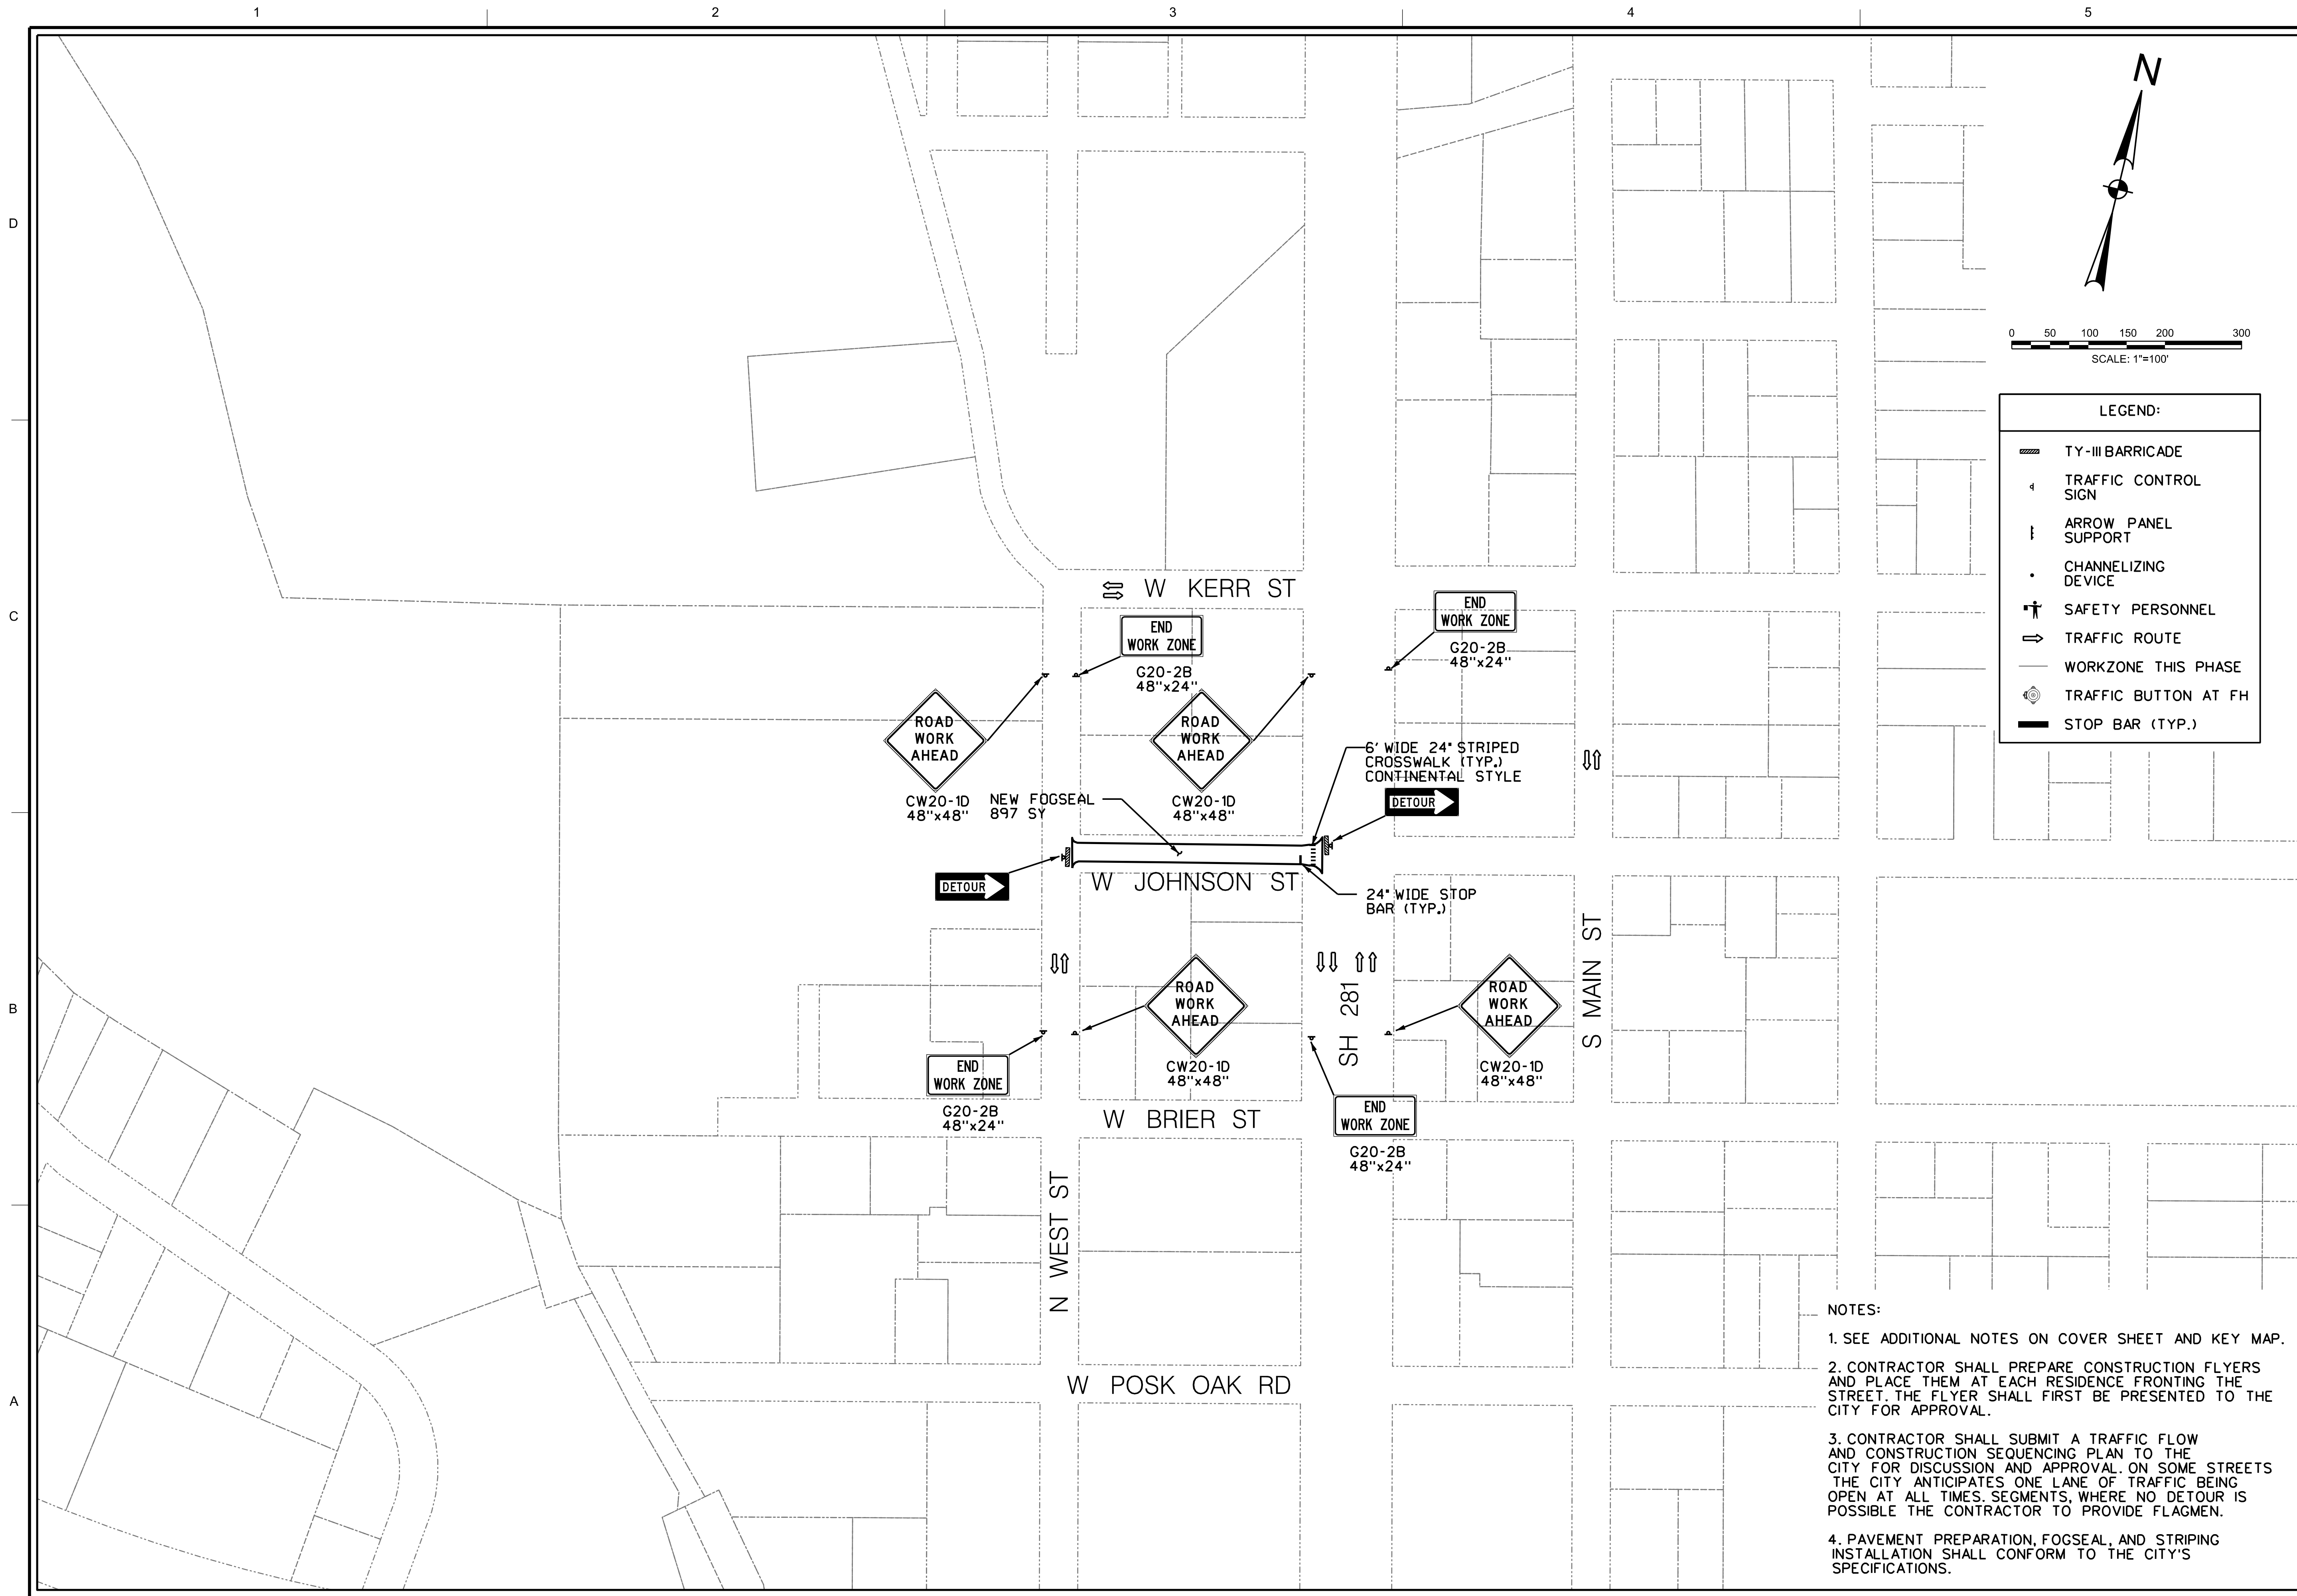 1 2 3 4 5
D
C
B
A
N
0 50 100 150 200 300
SCALE: 1"=100'
LEGEND:
TY-III BARRICADE
TRAFFIC CONTROL
SIGN
ARROW PANEL
SUPPORT
CHANNELIZING
DEVICE
SAFETY PERSONNEL
TRAFFIC ROUTE
WORKZONE THIS PHASE
TRAFFIC BUTTON AT FH
STOP BAR (TYP.)
W KERR ST
END
WORK ZONE
G20-2B
48"x24"
END
WORK ZONE
G20-2B
48"x24"
ROAD
WORK
AHEAD
CW20-1D
48"x48"
ROAD
WORK
AHEAD
CW20-1D
48"x48"
6' WIDE 24" STRIPED
CROSSWALK (TYP.)
CONTINENTAL STYLE
DETOUR
NEW FOGSEAL
897 SY
DETOUR
W JOHNSON ST
24" WIDE STOP
BAR (TYP.)
S MAIN ST
SH 281
ROAD
WORK
AHEAD
CW20-1D
48"x48"
ROAD
WORK
AHEAD
CW20-1D
48"x48"
END
WORK ZONE
G20-2B
48"x24"
END
WORK ZONE
G20-2B
48"x24"
W BRIER ST
N WEST ST
W POSK OAK RD
NOTES:
1. SEE ADDITIONAL NOTES ON COVER SHEET AND KEY MAP.
2. CONTRACTOR SHALL PREPARE CONSTRUCTION FLYERS
AND PLACE THEM AT EACH RESIDENCE FRONTING THE
STREET. THE FLYER SHALL FIRST BE PRESENTED TO THE
CITY FOR APPROVAL.
3. CONTRACTOR SHALL SUBMIT A TRAFFIC FLOW
AND CONSTRUCTION SEQUENCING PLAN TO THE
CITY FOR DISCUSSION AND APPROVAL. ON SOME STREETS
THE CITY ANTICIPATES ONE LANE OF TRAFFIC BEING
OPEN AT ALL TIMES. SEGMENTS, WHERE NO DETOUR IS
POSSIBLE THE CONTRACTOR TO PROVIDE FLAGMEN.
4. PAVEMENT PREPARATION, FOGSEAL, AND STRIPING
INSTALLATION SHALL CONFORM TO THE CITY'S
SPECIFICATIONS.